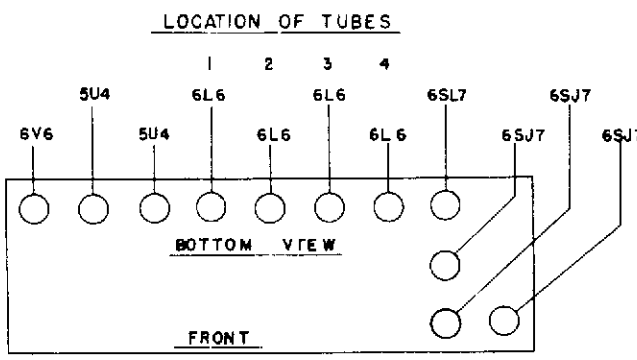 LOCATION OF TUBES
1 2 3 4
5U4 6L6 6L6 6SL7 6SJ7
6V6 5U4 6L6 6L6 6SJ7 6SJ7
BOTTOM VIEW
FRONT